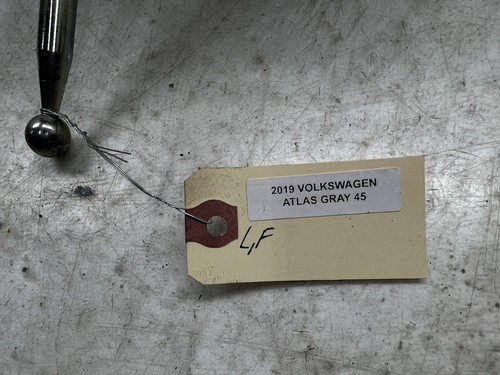 2019 VOLKSWAGEN
ATLAS GRAY 45
L,F